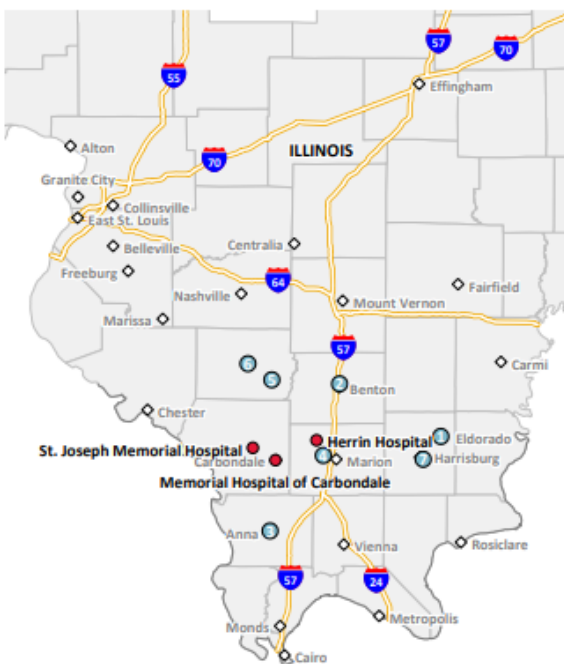 57
70
55
Effingham
Alton
70
ILLINOIS
Granite City
Collinsville
East St. Louis
Belleville
Centralia
Freeburg
64
Nashville
Fairfield
Mount Vernon
Marissa
57
6
5
2
Benton
Carmi
Chester
St. Joseph Memorial Hospital
Herrin Hospital
1
Eldorado
Carbondale
4
Marion
7
Harrisburg
Memorial Hospital of Carbondale
Anna
3
Vienna
Rosiclare
57
24
Metropolis
Monds
Cairo